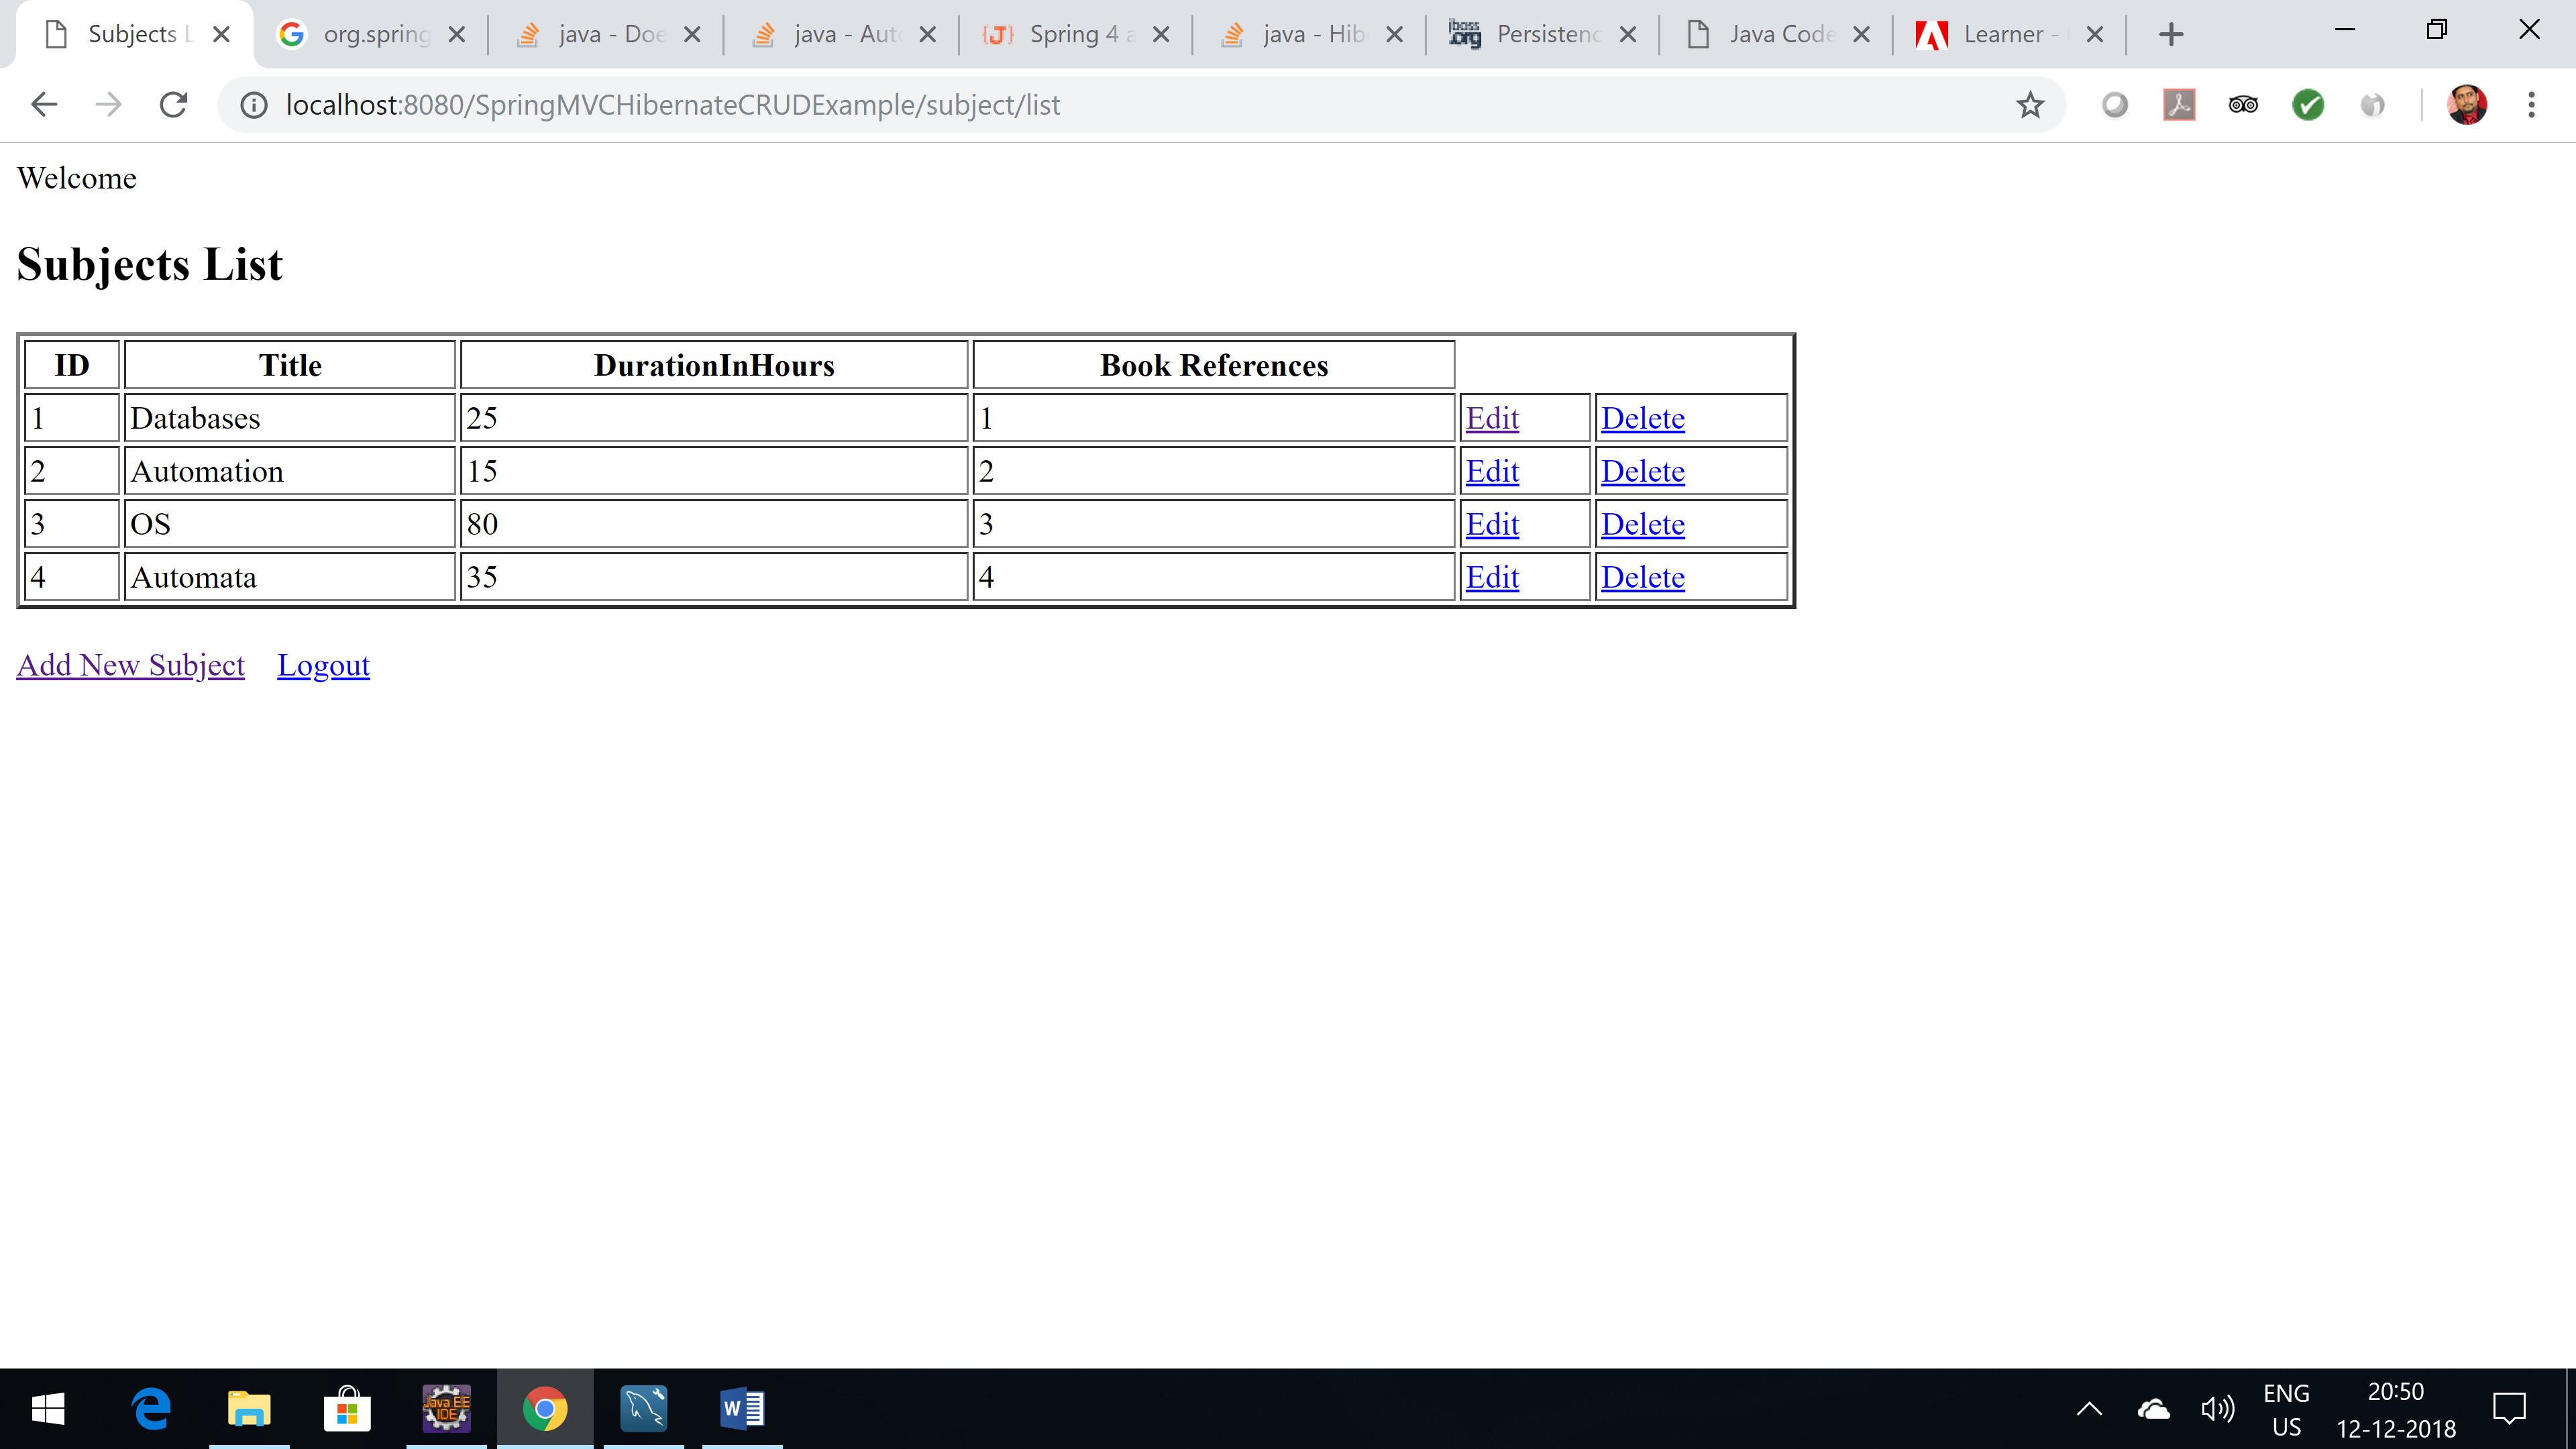 Subjects L org.spring java - Doe java - Aut Spring 4 a java - Hib Persistenc Java Code Learner -
localhost:8080/SpringMVCHibernateCRUDExample/subject/list
Welcome
Subjects List
ID Title DurationInHours Book References
1 Databases 25 1 Edit Delete
2 Automation 15 2 Edit Delete
3 OS 80 3 Edit Delete
4 Automata 35 4 Edit Delete
Add New Subject Logout
Java EE
IDE
ENG
US
20:50
12-12-2018